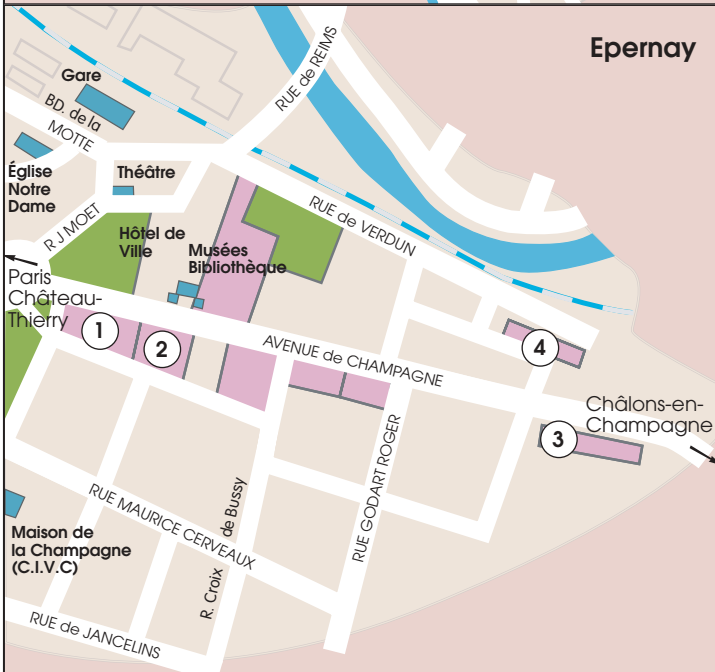 Epernay
Gare
RUE de REIMS
BD. de la
MOTTE
Église
Notre
Dame
Théâtre
R J MOET
Hôtel de
Ville
Musées
Bibliothèque
RUE de VERDUN
Paris
Château-
Thierry
1
2
AVENUE de CHAMPAGNE
4
Châlons-en-
Champagne
3
RUE GODART ROGER
RUE MAURICE CERVEAUX
R. Croix de Bussy
Maison de
la Champagne
(C.I.V.C)
RUE de JANCELINS